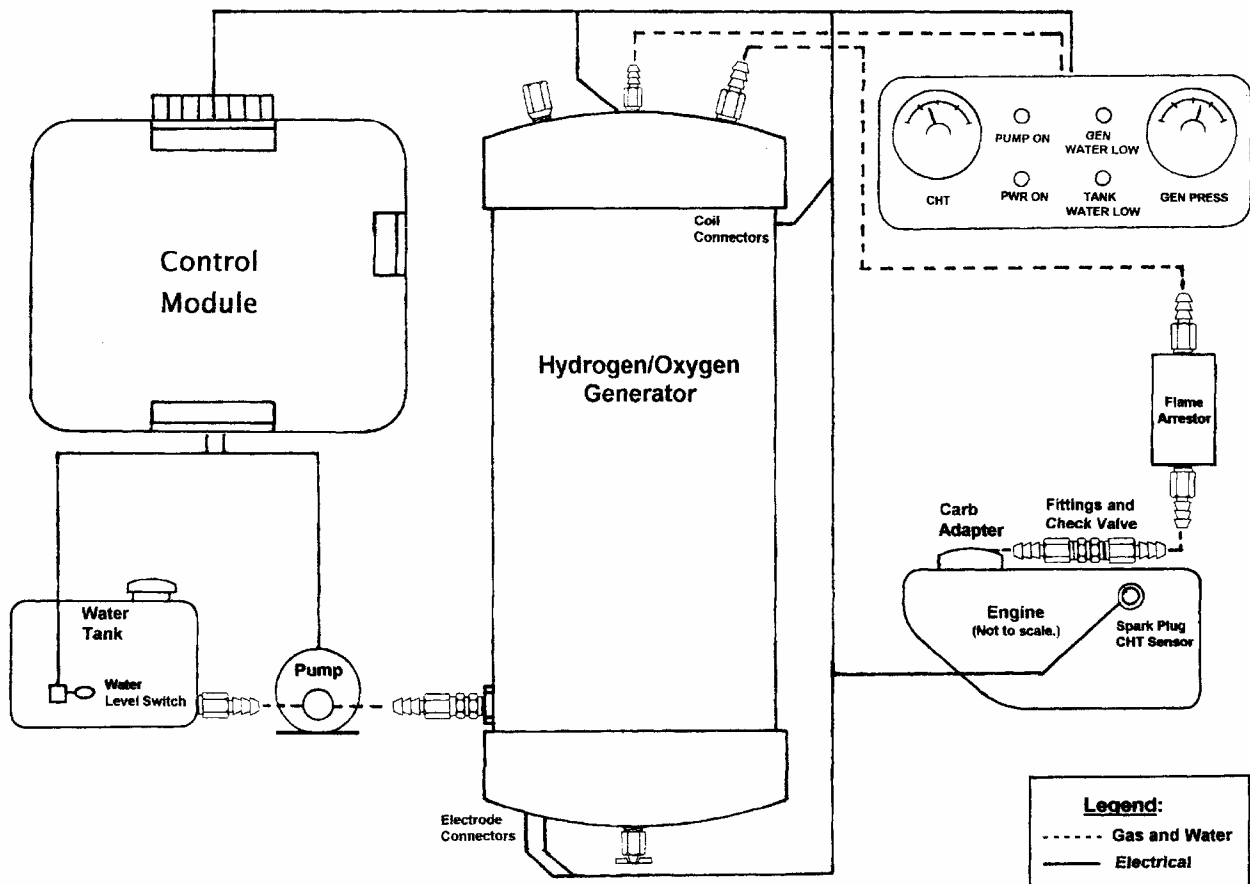 Control
Module
Hydrogen/Oxygen
Generator
Coil
Connectors
PUMP ON
GEN
WATER LOW
CHT
PWR ON
TANK
WATER LOW
GEN PRESS
Flame
Arrestor
Carb
Adapter
Fittings and
Check Valve
Engine
(Not to scale.)
Spark Plug
CHT Sensor
Water
Tank
Water
Level Switch
Pump
Electrode
Connectors
Legend:
Gas and Water
Electrical